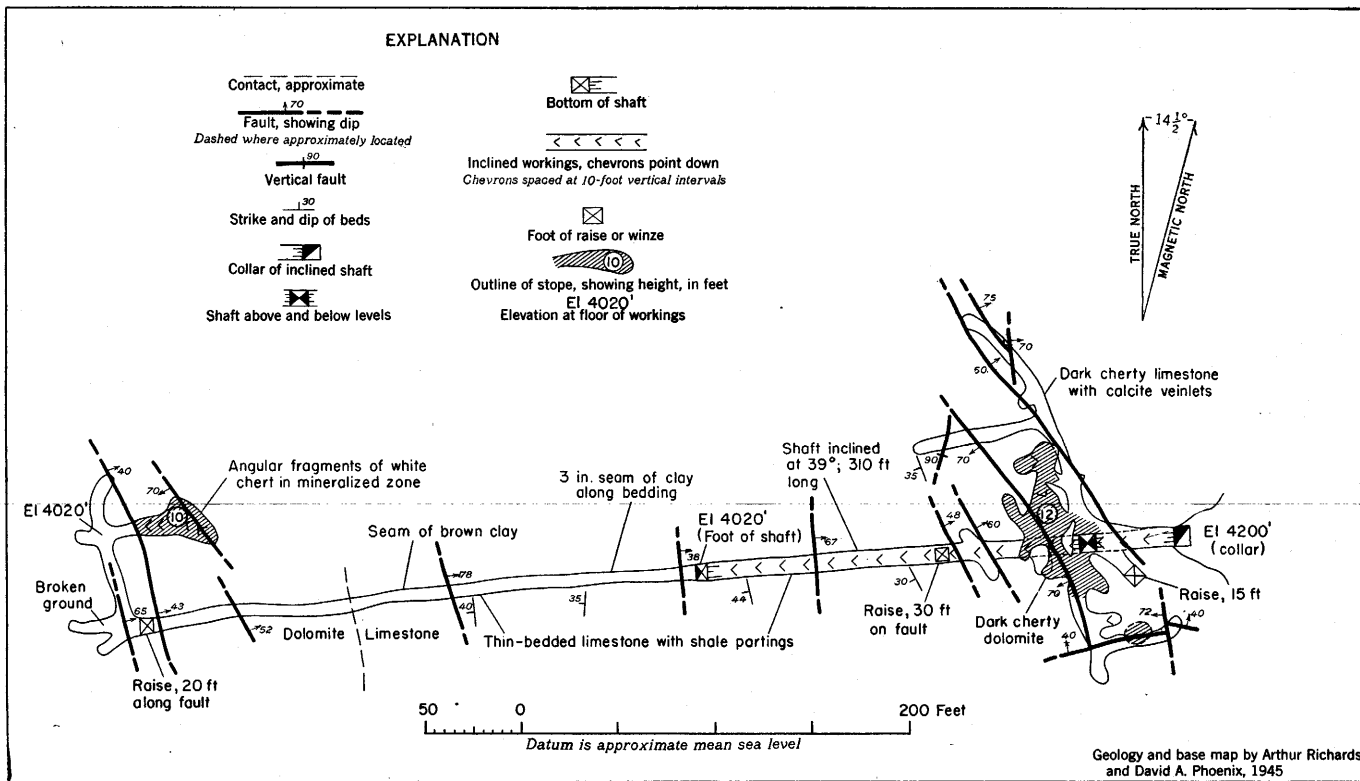 EXPLANATION
Contact, approximate
70
Fault, showing dip
Dashed where approximately located
90
Vertical fault
30
Strike and dip of beds
Collar of inclined shaft
Shaft above and below levels
Bottom of shaft
Inclined workings, chevrons point down
Chevrons spaced at 10-foot vertical intervals
Foot of raise or winze
10
Outline of stope, showing height, in feet
El 4020'
Elevation at floor of workings
14 1/2°
TRUE NORTH
MAGNETIC NORTH
75
70
50
Dark cherty limestone
with calcite veinlets
Shaft inclined
at 39°; 310 ft
long
35
90
70
40
70
10
Angular fragments of white
chert in mineralized zone
El 4020'
3 in. seam of clay
along bedding
Seam of brown clay
El 4020'
(Foot of shaft)
38
67
48
60
12
El 4200'
(collar)
Broken
ground
65
43
52
78
40
35
44
30
70
72
40
40
Dolomite
Limestone
Thin-bedded limestone with shale partings
Raise, 30 ft
on fault
Dark cherty
dolomite
Raise, 15 ft
Raise, 20 ft
along fault
50
0
200 Feet
Datum is approximate mean sea level
Geology and base map by Arthur Richards
and David A. Phoenix, 1945